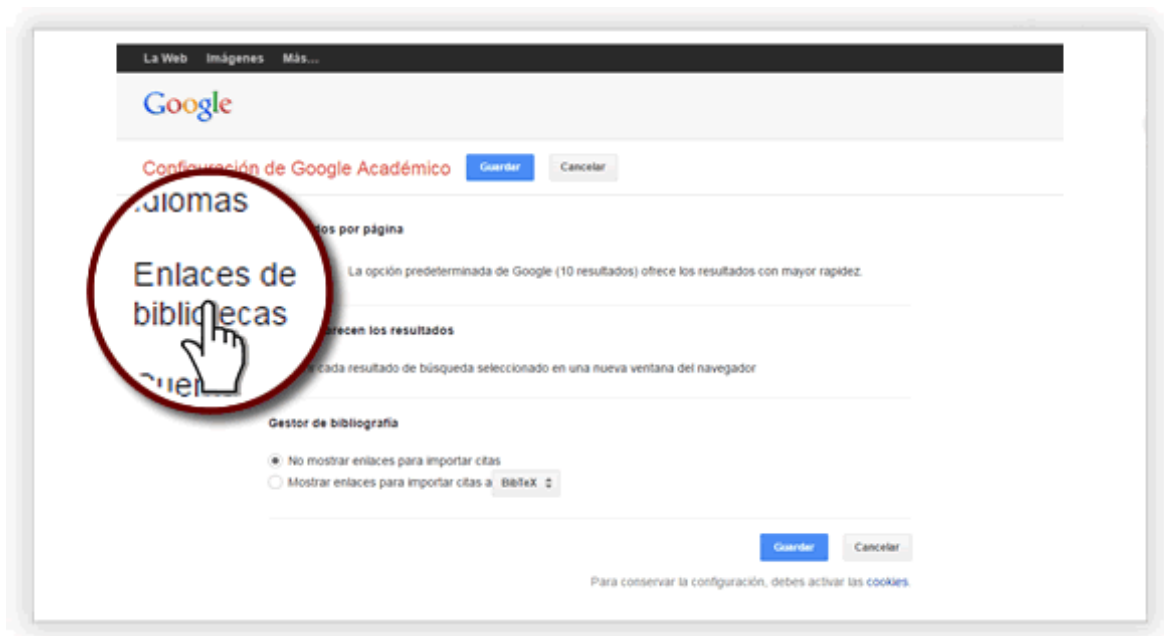 La Web Imágenes Más...
Google
Configuración de Google Académico Guardar Cancelar
Idiomas
por página
Enlaces de
bibliotecas
La opción predeterminada de Google (10 resultados) ofrece los resultados con mayor rapidez.
los resultados
cada resultado de búsqueda seleccionado en una nueva ventana del navegador
Gestor de bibliografía
No mostrar enlaces para importar citas
Mostrar enlaces para importar citas a BibTeX
Guardar Cancelar
Para conservar la configuración, debes activar las cookies.